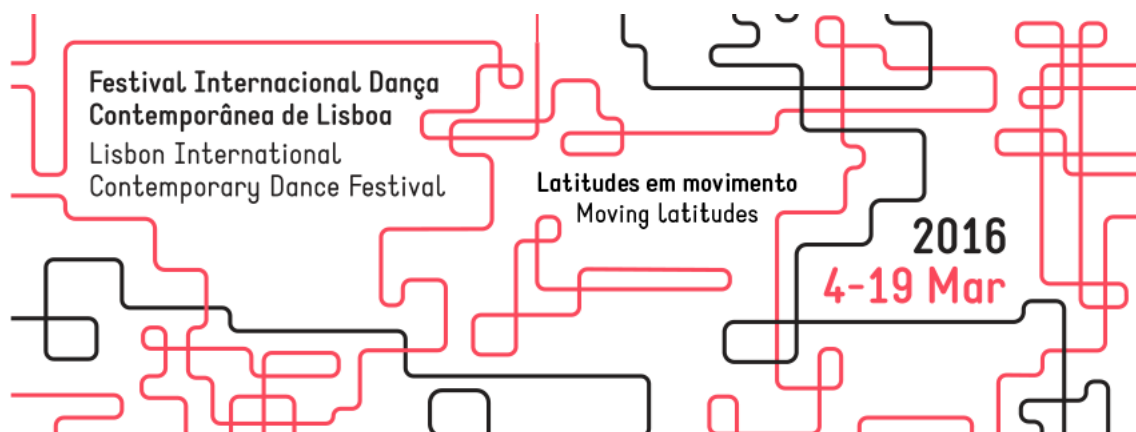 Festival Internacional Dança
Contemporânea de Lisboa
Lisbon International
Contemporary Dance Festival
Latitudes em movimento
Moving latitudes
2016
4-19 Mar